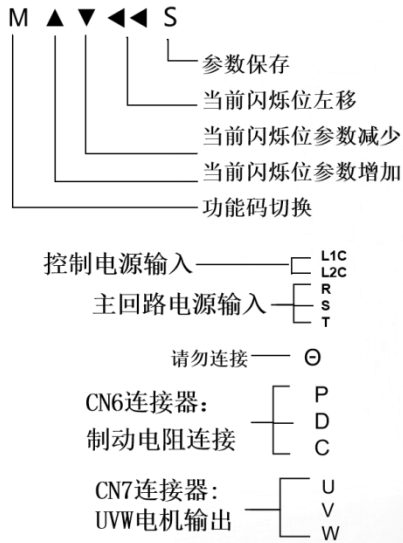 M ▲ ▼ ◀◀ S
参数保存
当前闪烁位左移
当前闪烁位参数减少
当前闪烁位参数增加
功能码切换
控制电源输入 L1C
L2C
主回路电源输入 R
S
T
请勿连接 Θ
CN6连接器: P
制动电阻连接 D
C
CN7连接器: U
UVW电机输出 V
W